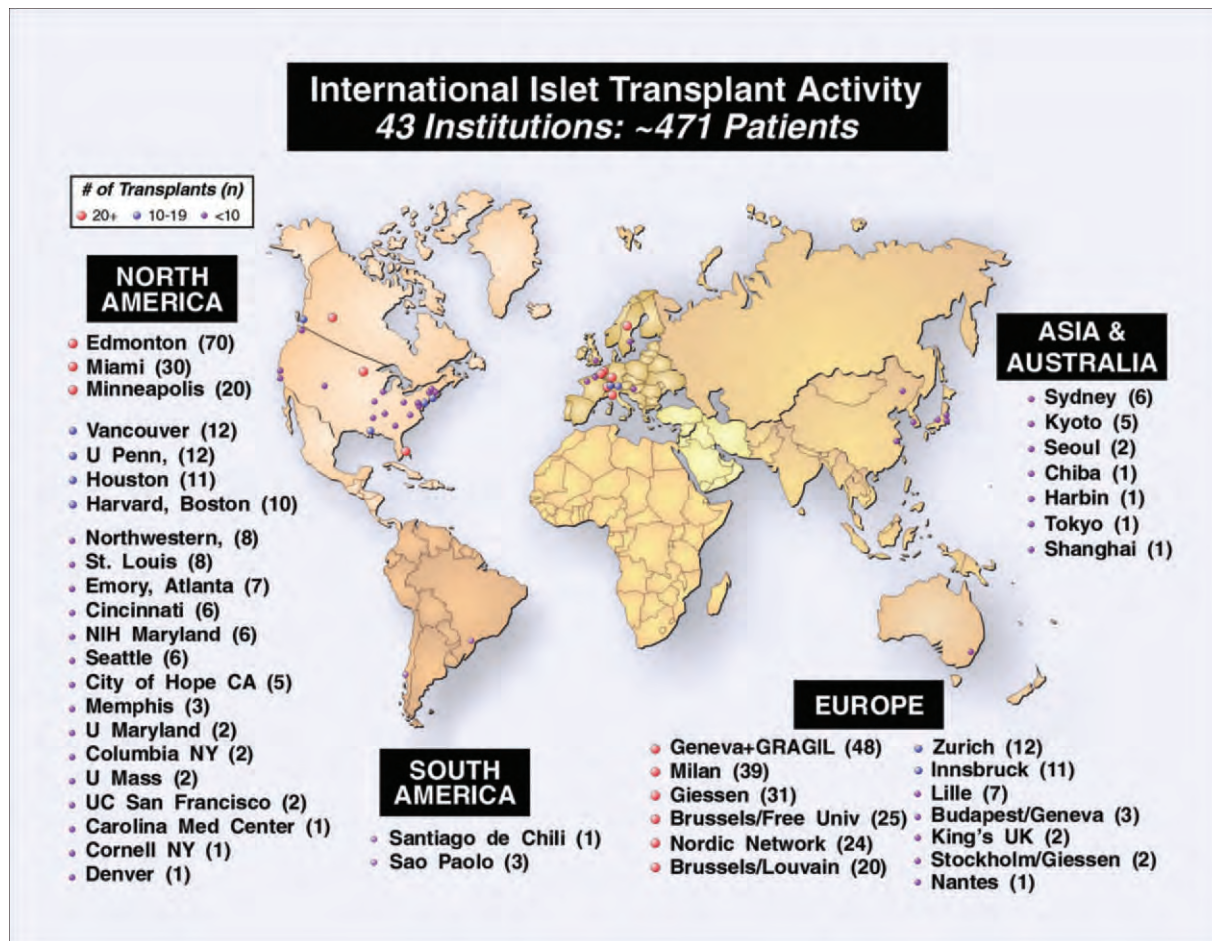 International Islet Transplant Activity
43 Institutions: ~471 Patients
# of Transplants (n)
20+ 10-19 <10
NORTH
AMERICA
Edmonton (70)
Miami (30)
Minneapolis (20)
Vancouver (12)
U Penn, (12)
Houston (11)
Harvard, Boston (10)
Northwestern, (8)
St. Louis (8)
Emory, Atlanta (7)
Cincinnati (6)
NIH Maryland (6)
Seattle (6)
City of Hope CA (5)
Memphis (3)
U Maryland (2)
Columbia NY (2)
U Mass (2)
UC San Francisco (2)
Carolina Med Center (1)
Cornell NY (1)
Denver (1)
SOUTH
AMERICA
Santiago de Chili (1)
Sao Paolo (3)
EUROPE
Geneva+GRAGIL (48)
Milan (39)
Giessen (31)
Brussels/Free Univ (25)
Nordic Network (24)
Brussels/Louvain (20)
Zurich (12)
Innsbruck (11)
Lille (7)
Budapest/Geneva (3)
King's UK (2)
Stockholm/Giessen (2)
Nantes (1)
ASIA &
AUSTRALIA
Sydney (6)
Kyoto (5)
Seoul (2)
Chiba (1)
Harbin (1)
Tokyo (1)
Shanghai (1)